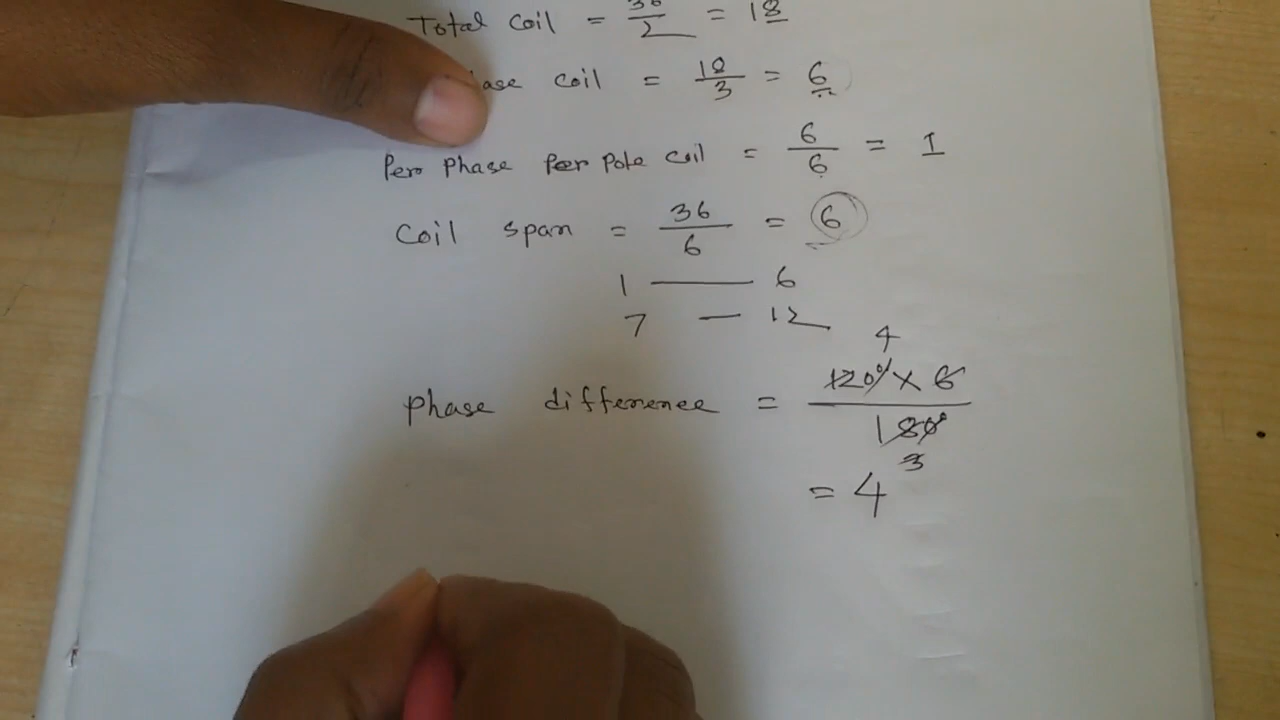 Total Coil = 36/2 = 18
ase coil = 18/3 = 6
Per Phase Per Pole coil = 6/6 = 1
Coil span = 36/6 = 6
1 — 6
7 — 12
4
Phase difference = 120° × 6 / 180°
3
= 4